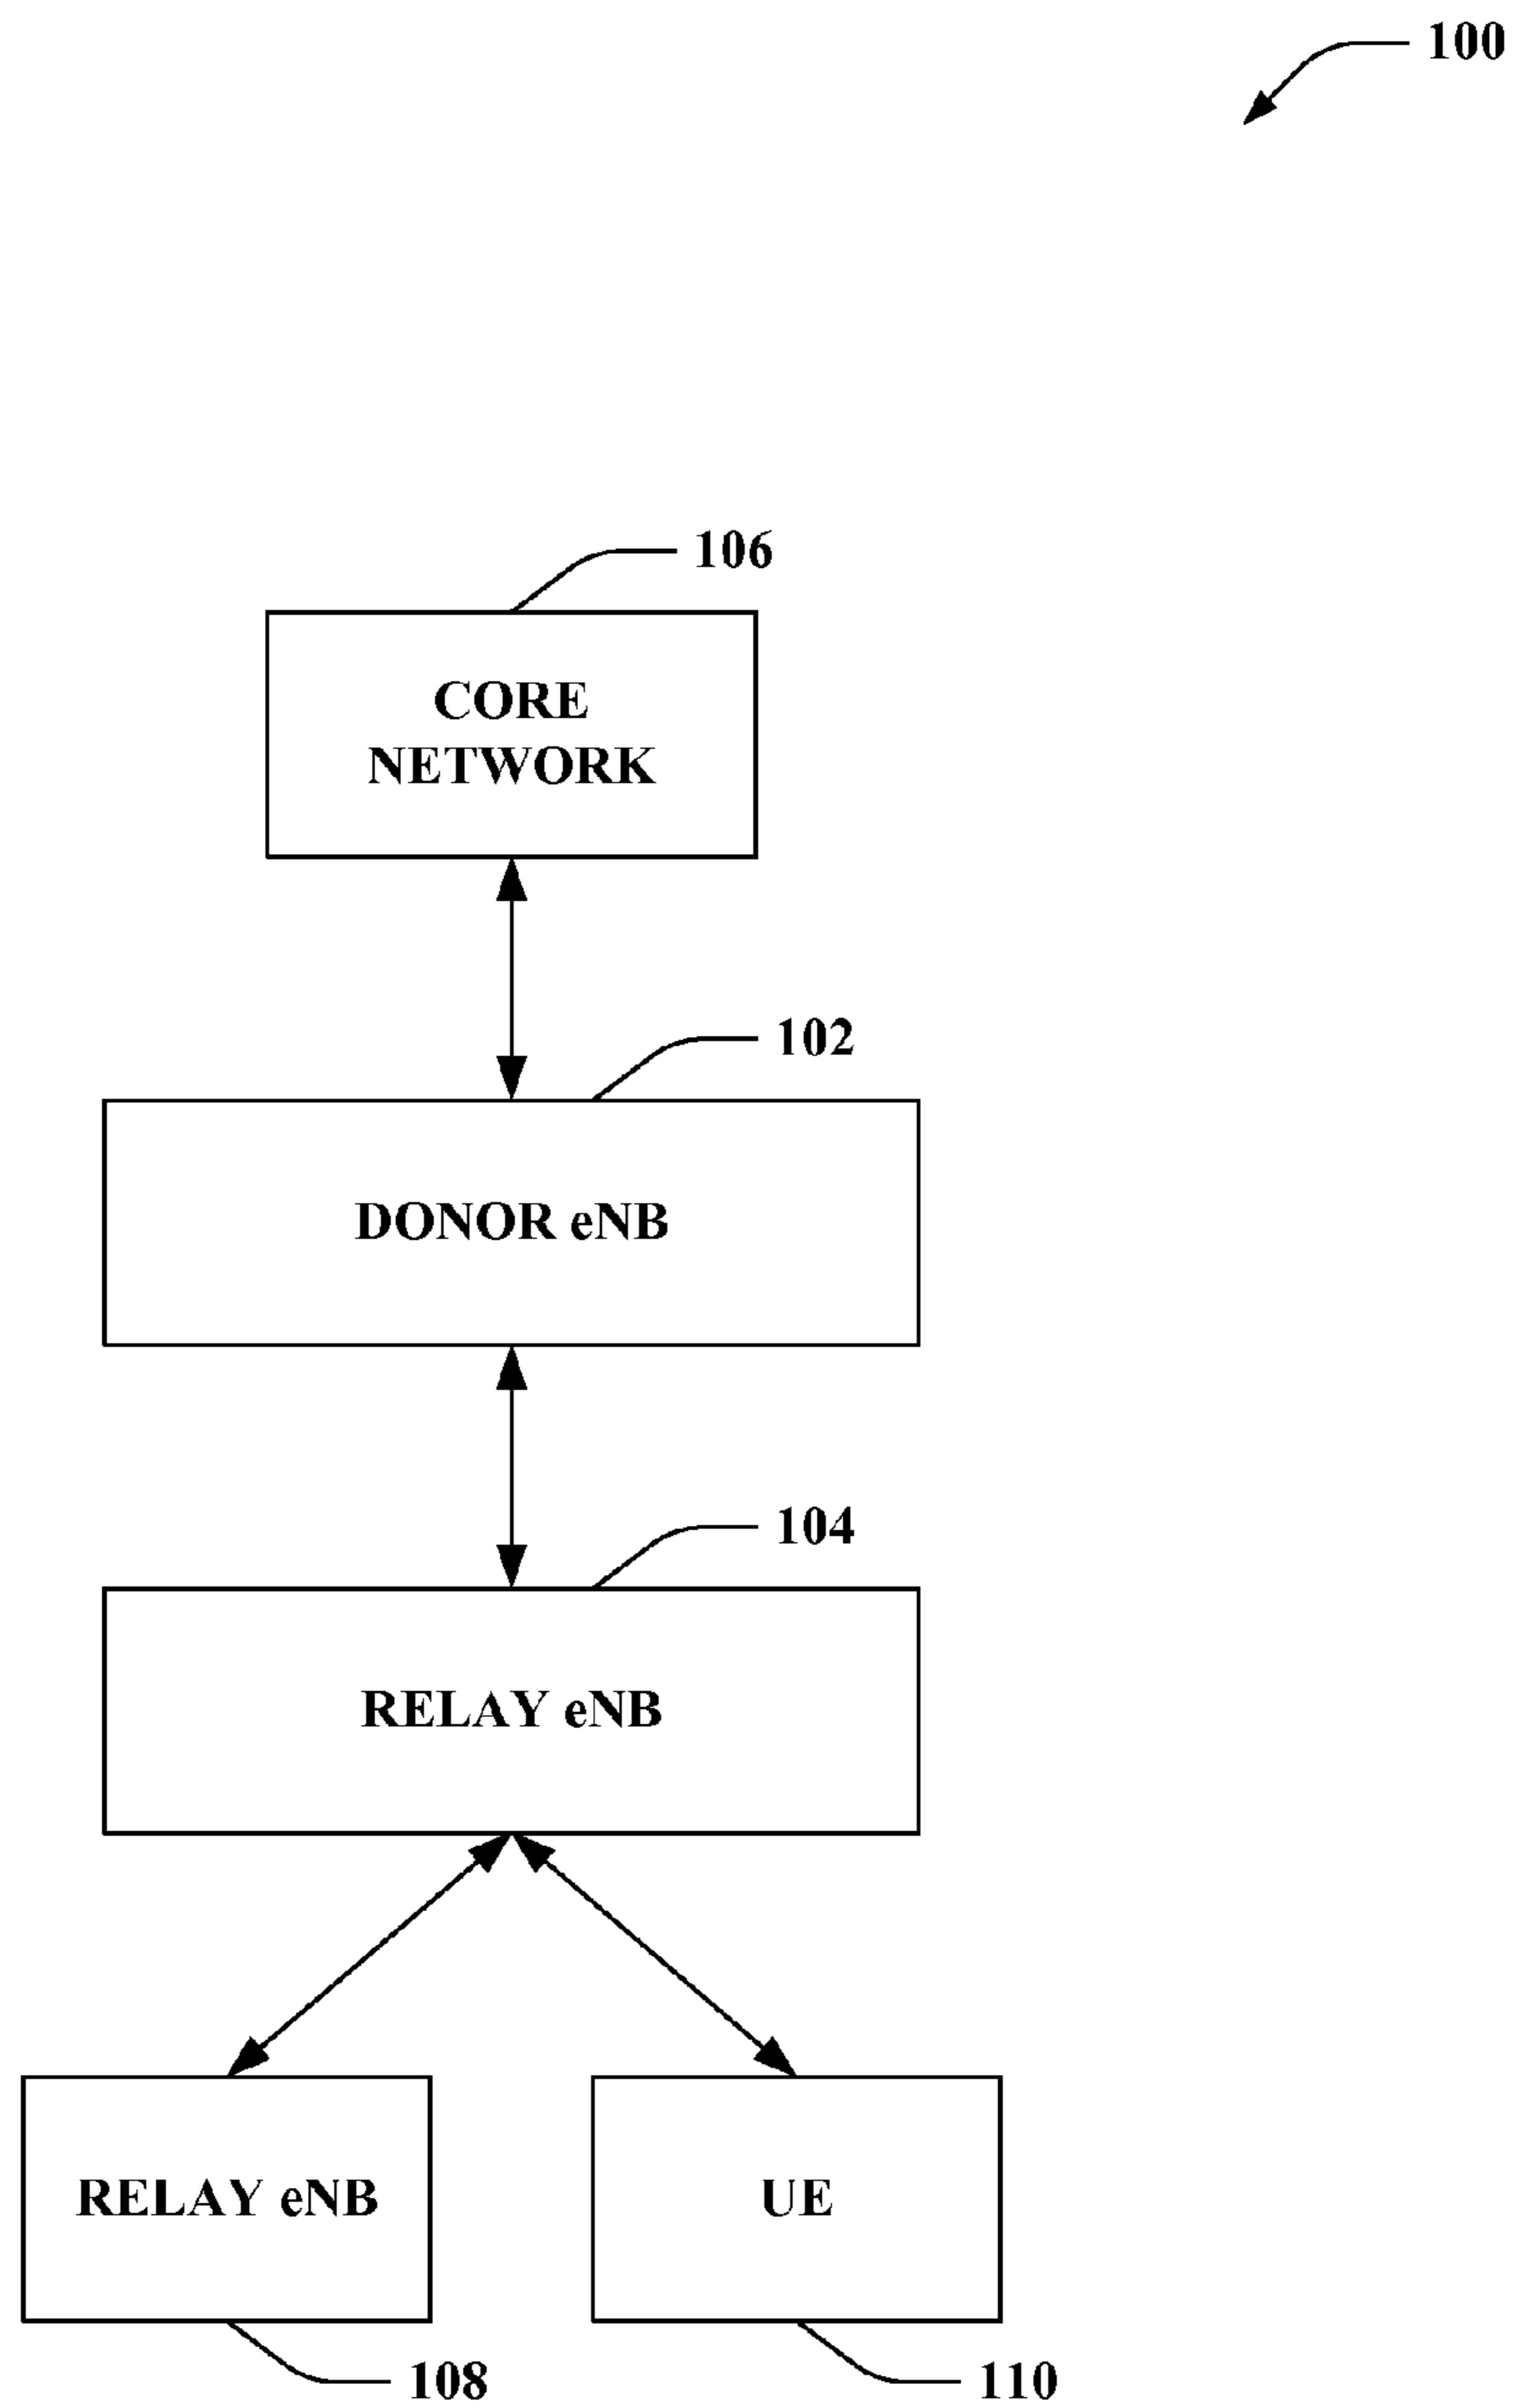 100
106
CORE
NETWORK
102
DONOR eNB
104
RELAY eNB
RELAY eNB
UE
108
110